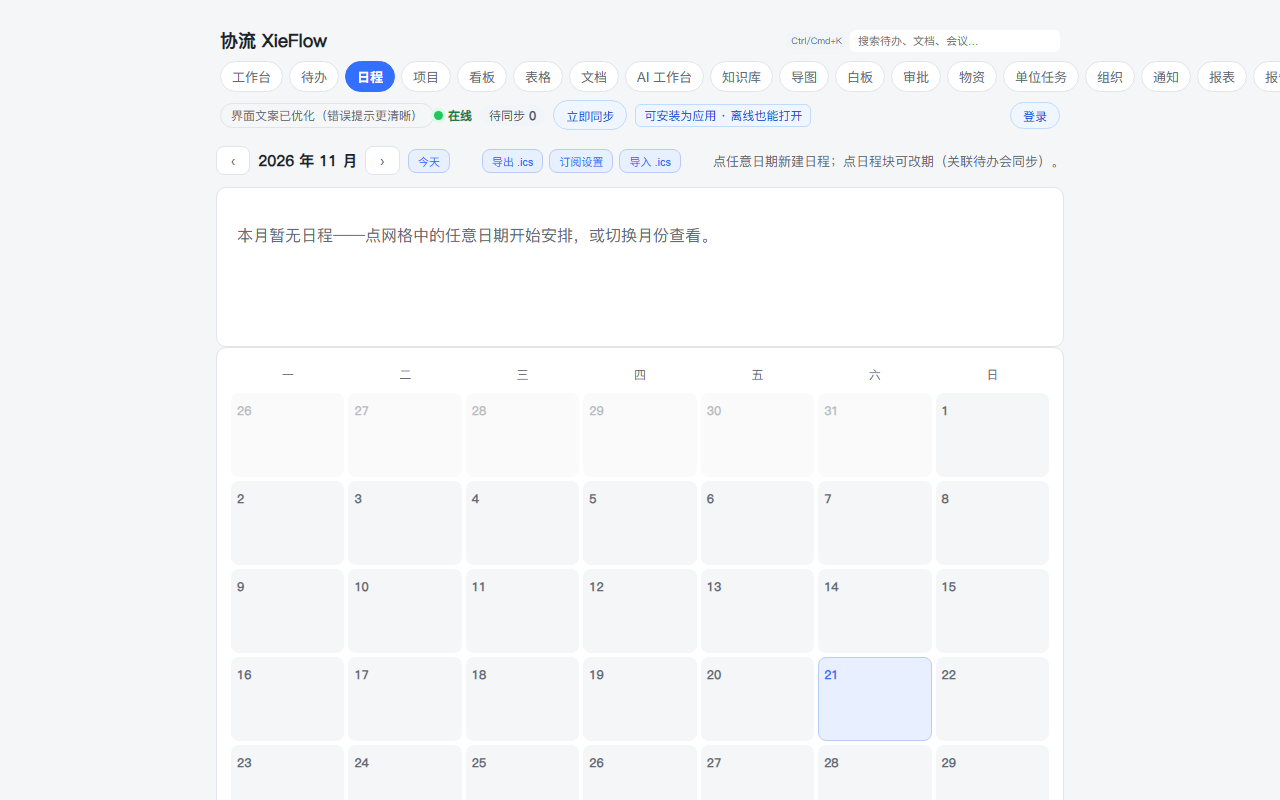 协流 XieFlow
Ctrl/Cmd+K 搜索待办、文档、会议...
工作台 待办 日程 项目 看板 表格 文档 AI 工作台 知识库 导图 白板 审批 物资 单位任务 组织 通知 报表
界面文案已优化（错误提示更清晰） 在线 待同步 0 立即同步 可安装为应用 · 离线也能打开 登录
‹ 2026 年 11 月 › 今天 导出 .ics 订阅设置 导入 .ics 点任意日期新建日程；点日程块可改期（关联待办会同步）。
本月暂无日程——点网格中的任意日期开始安排，或切换月份查看。
一 二 三 四 五 六 日
26 27 28 29 30 31 1
2 3 4 5 6 7 8
9 10 11 12 13 14 15
16 17 18 19 20 21 22
23 24 25 26 27 28 29